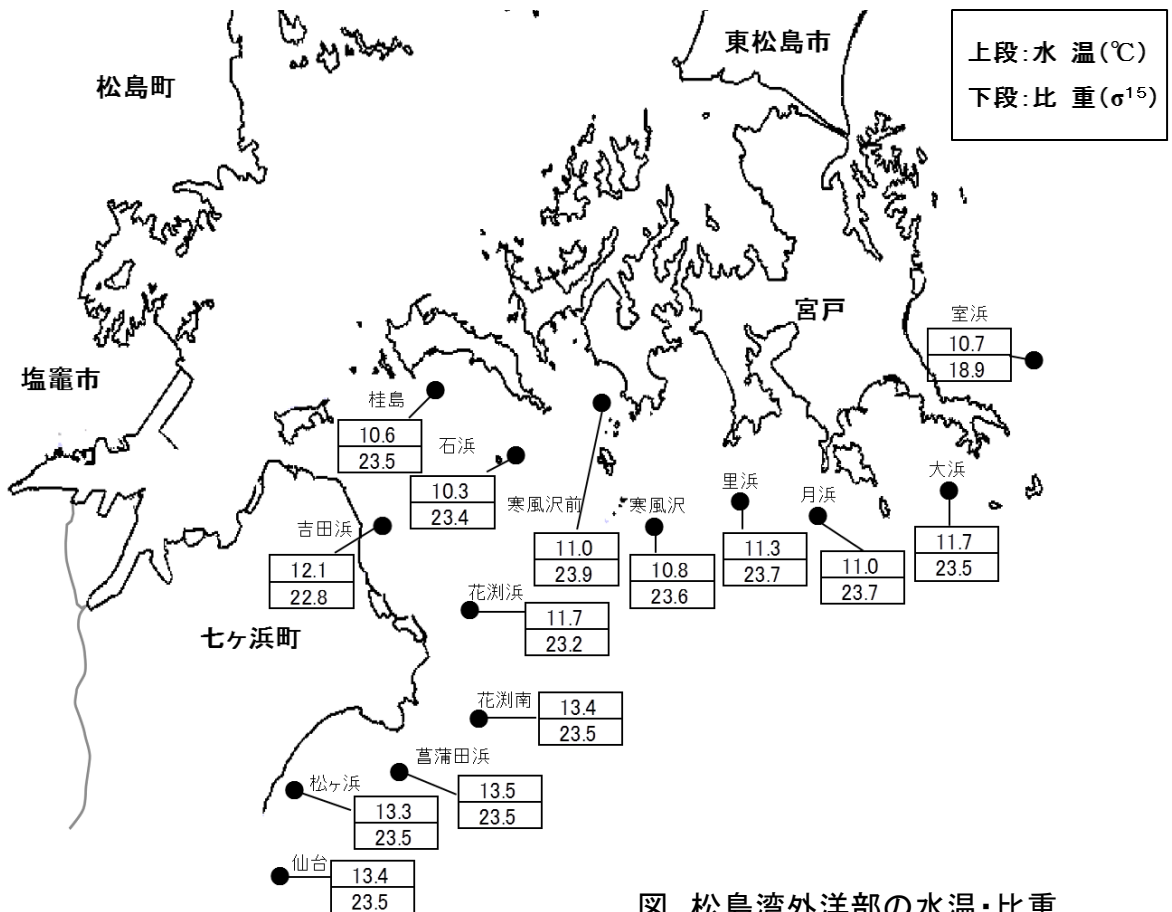 東松島市
上段:水 温(℃)
下段:比 重(σ15)
松島町
宮戸
室浜
10.7
18.9
塩竈市
桂島
10.6
23.5
石浜
10.3
23.4
寒風沢前
11.0
23.9
寒風沢
10.8
23.6
里浜
11.3
23.7
月浜
11.0
23.7
大浜
11.7
23.5
吉田浜
12.1
22.8
花渕浜
11.7
23.2
七ヶ浜町
花渕南
13.4
23.5
菖蒲田浜
13.5
23.5
松ヶ浜
13.3
23.5
仙台
13.4
23.5
図 松島湾外洋部の水温・比重